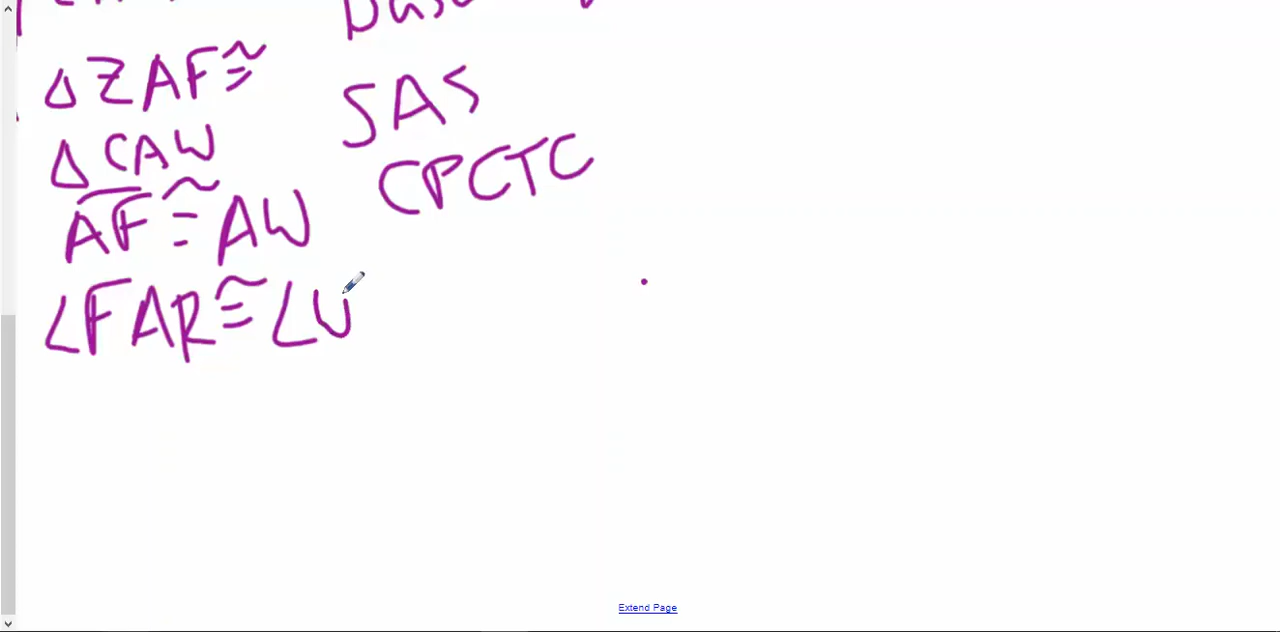 △ZAF≅
SAS
△CAW
CPCTC
AF≅AW
∠FAR≅∠W
Extend Page